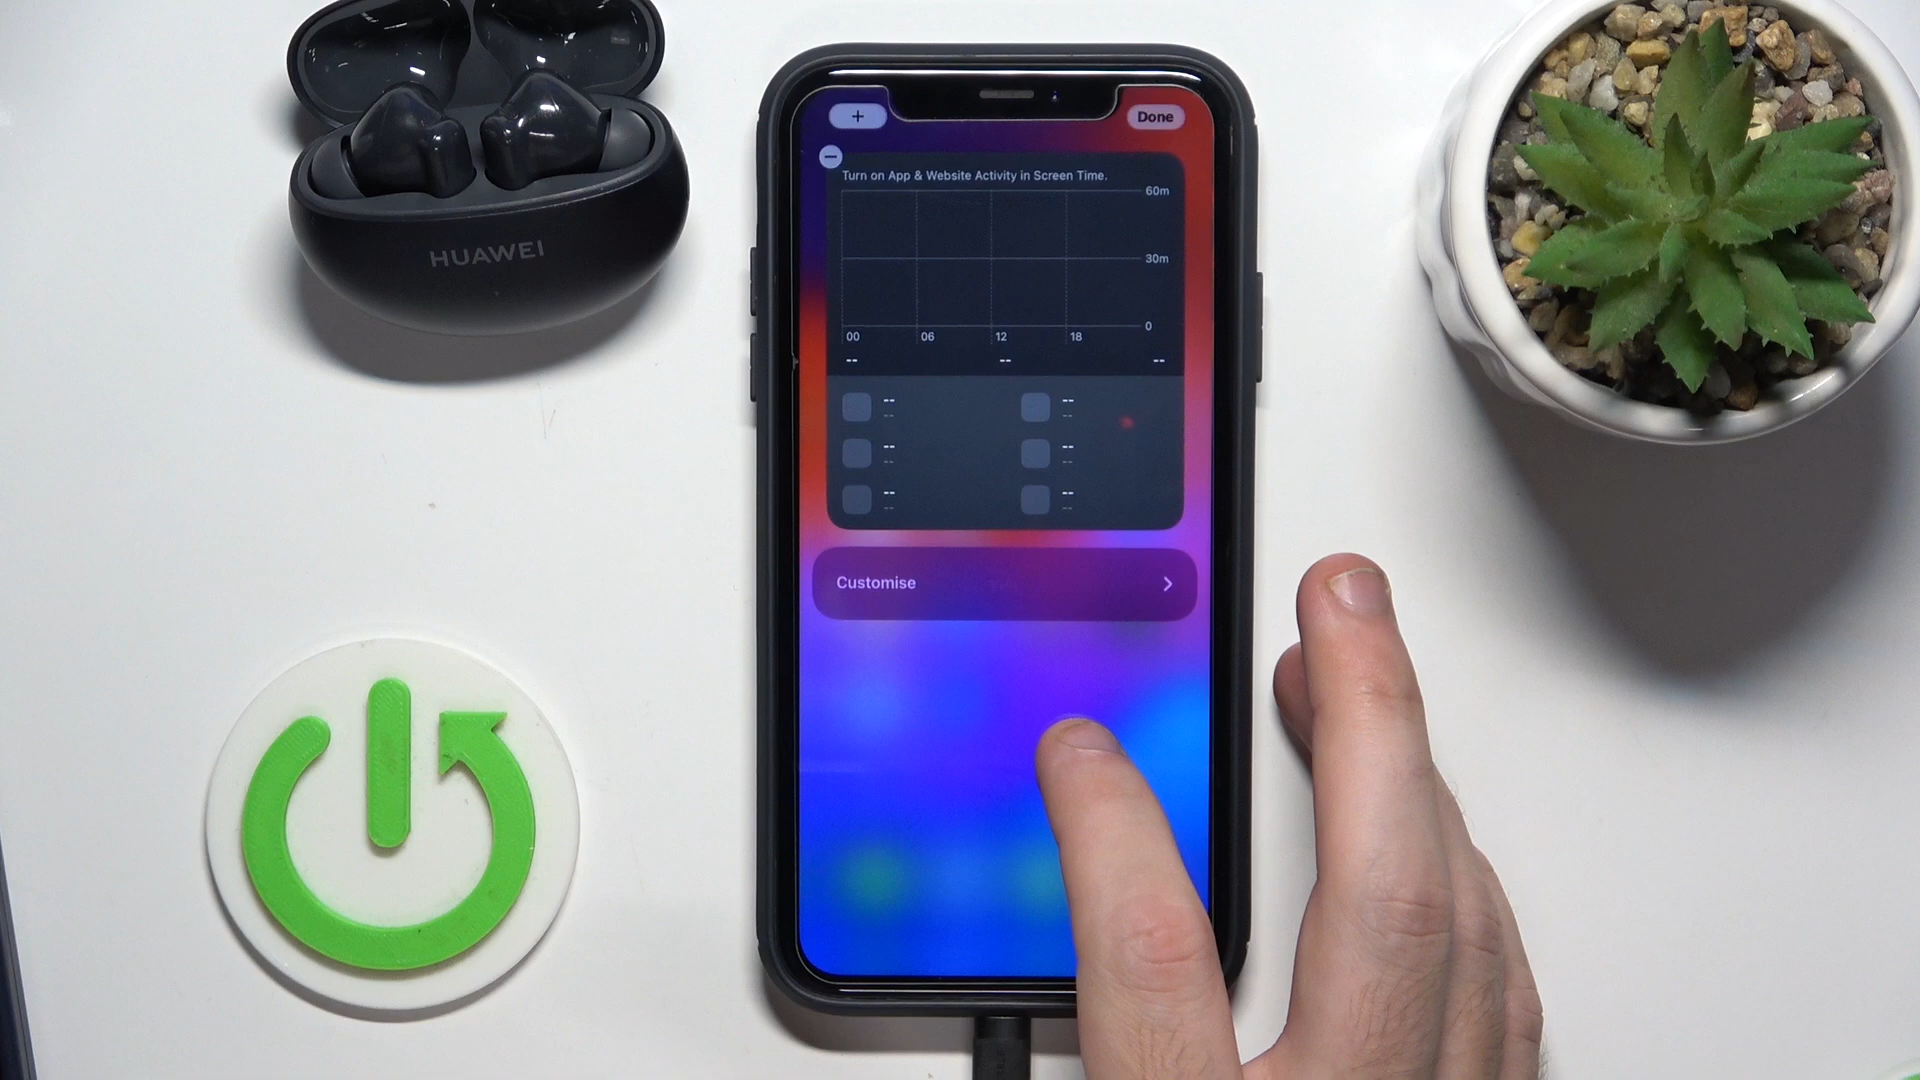 HUAWEI
+
Done
Turn on App & Website Activity in Screen Time.
60m
30m
0
00 06 12 18
-- -- --
-- --
-- --
-- --
-- --
-- --
-- --
Customise